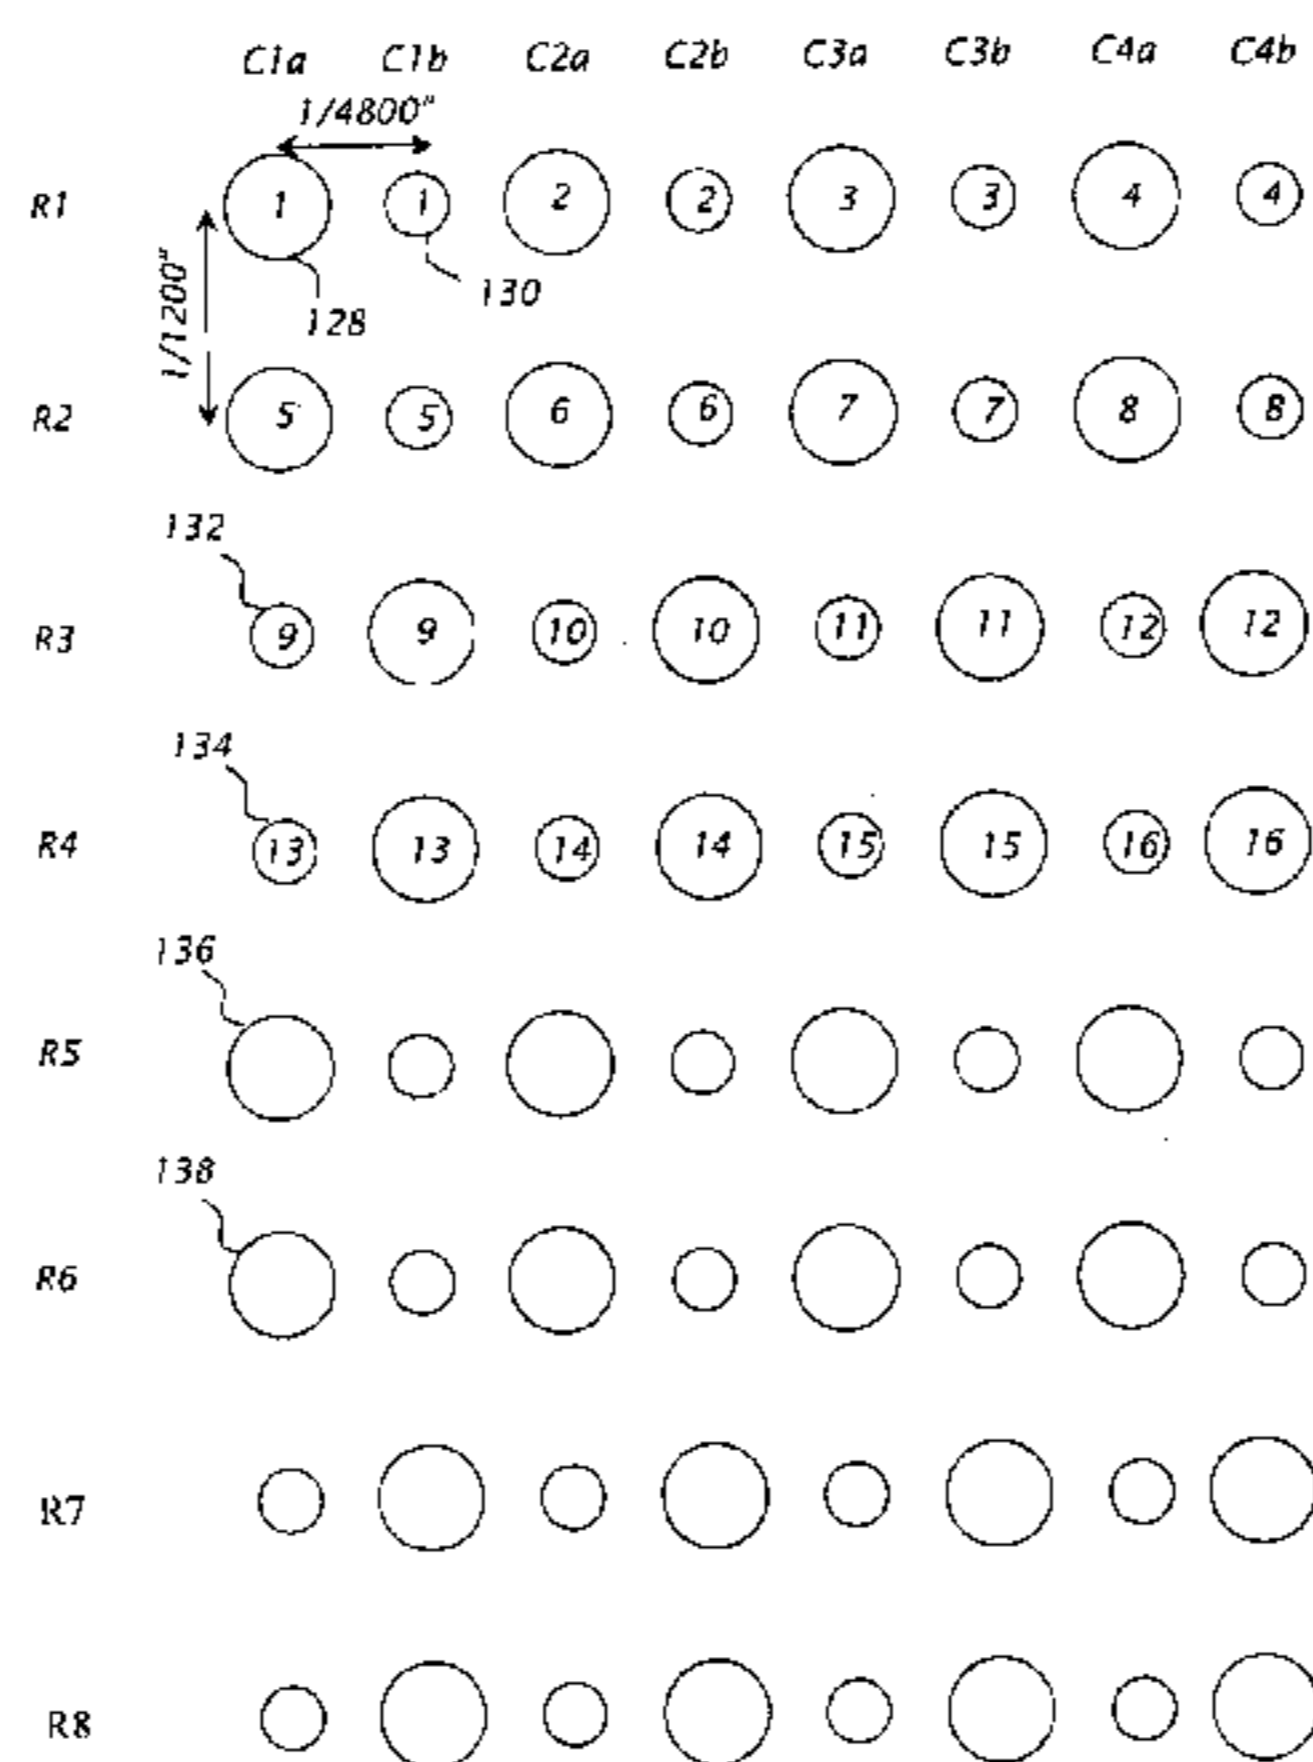 C1a C1b C2a C2b C3a C3b C4a C4b
1/4800"
R1 1 1 2 2 3 3 4 4
130
128
1/1200"
R2 5 5 6 6 7 7 8 8
132
R3 9 9 10 10 11 11 12 12
134
R4 13 13 14 14 15 15 16 16
136
R5
138
R6
R7
R8